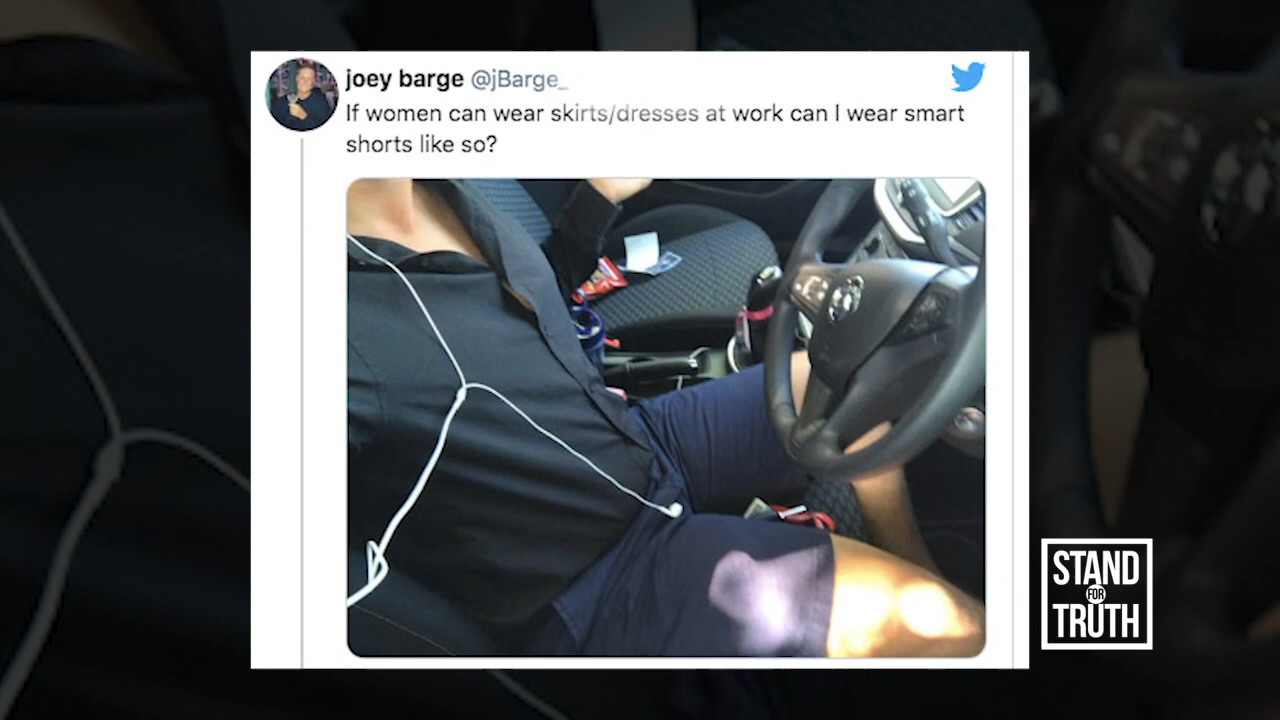 joey barge @jBarge_
If women can wear skirts/dresses at work can I wear smart
shorts like so?
STAND
FOR
TRUTH